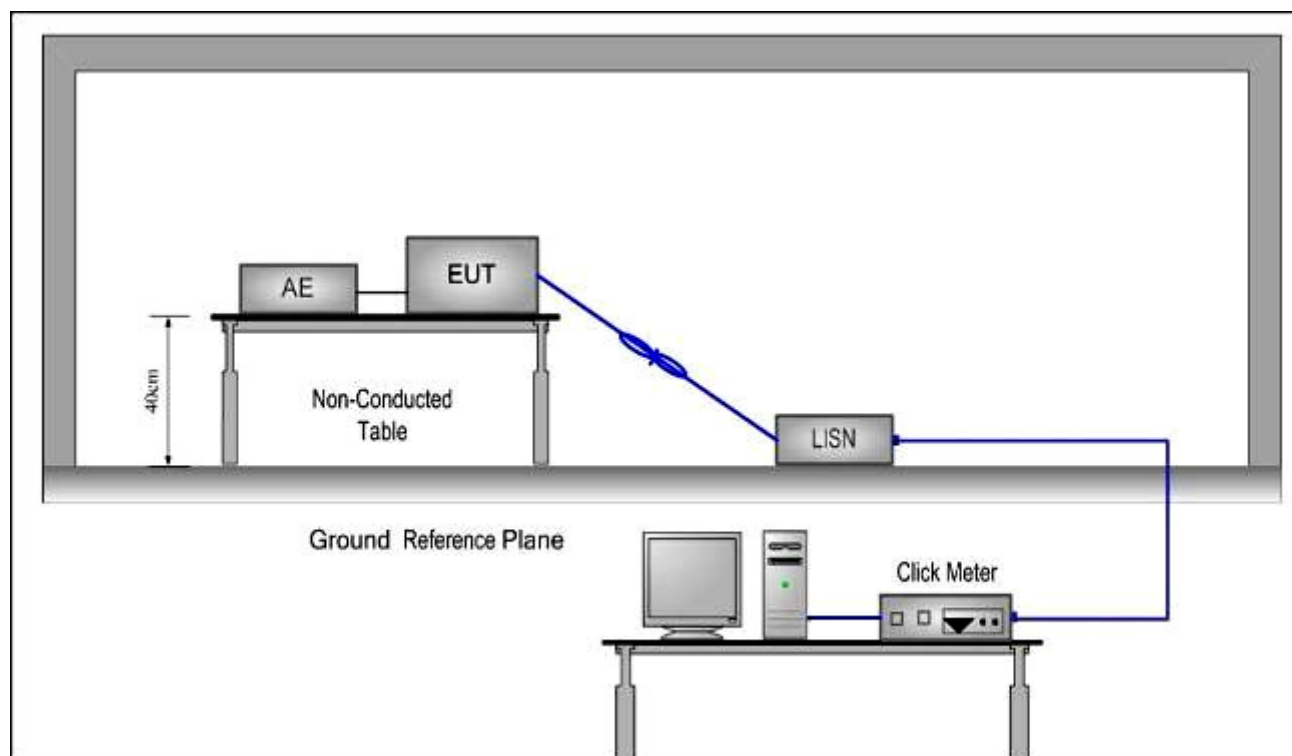 AE
EUT
40cm
Non-Conducted
Table
LISN
Ground Reference Plane
Click Meter